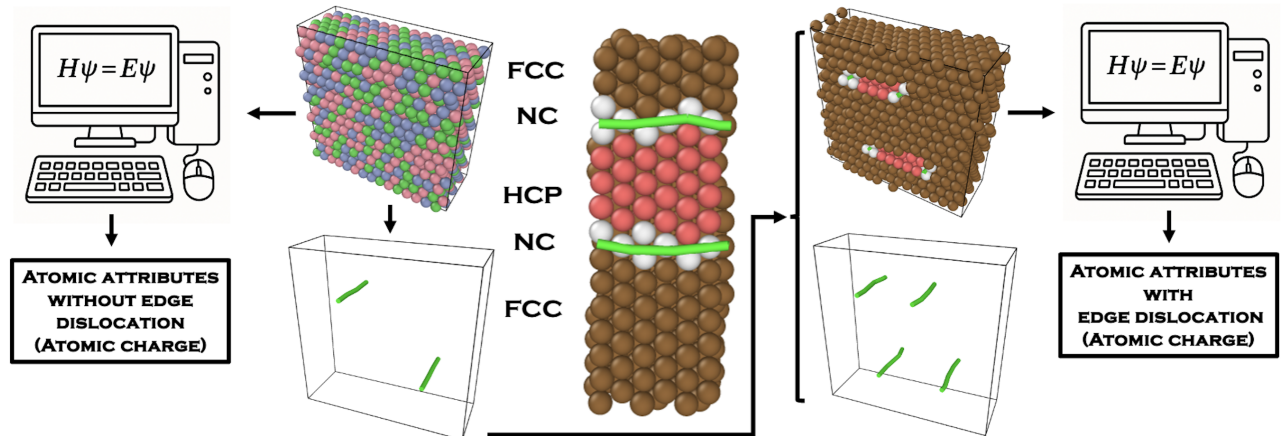 Hψ = Eψ
ATOMIC ATTRIBUTES
WITHOUT EDGE
DISLOCATION
(ATOMIC CHARGE)
FCC
NC
HCP
NC
FCC
Hψ = Eψ
ATOMIC ATTRIBUTES
WITH
EDGE DISLOCATION
(ATOMIC CHARGE)